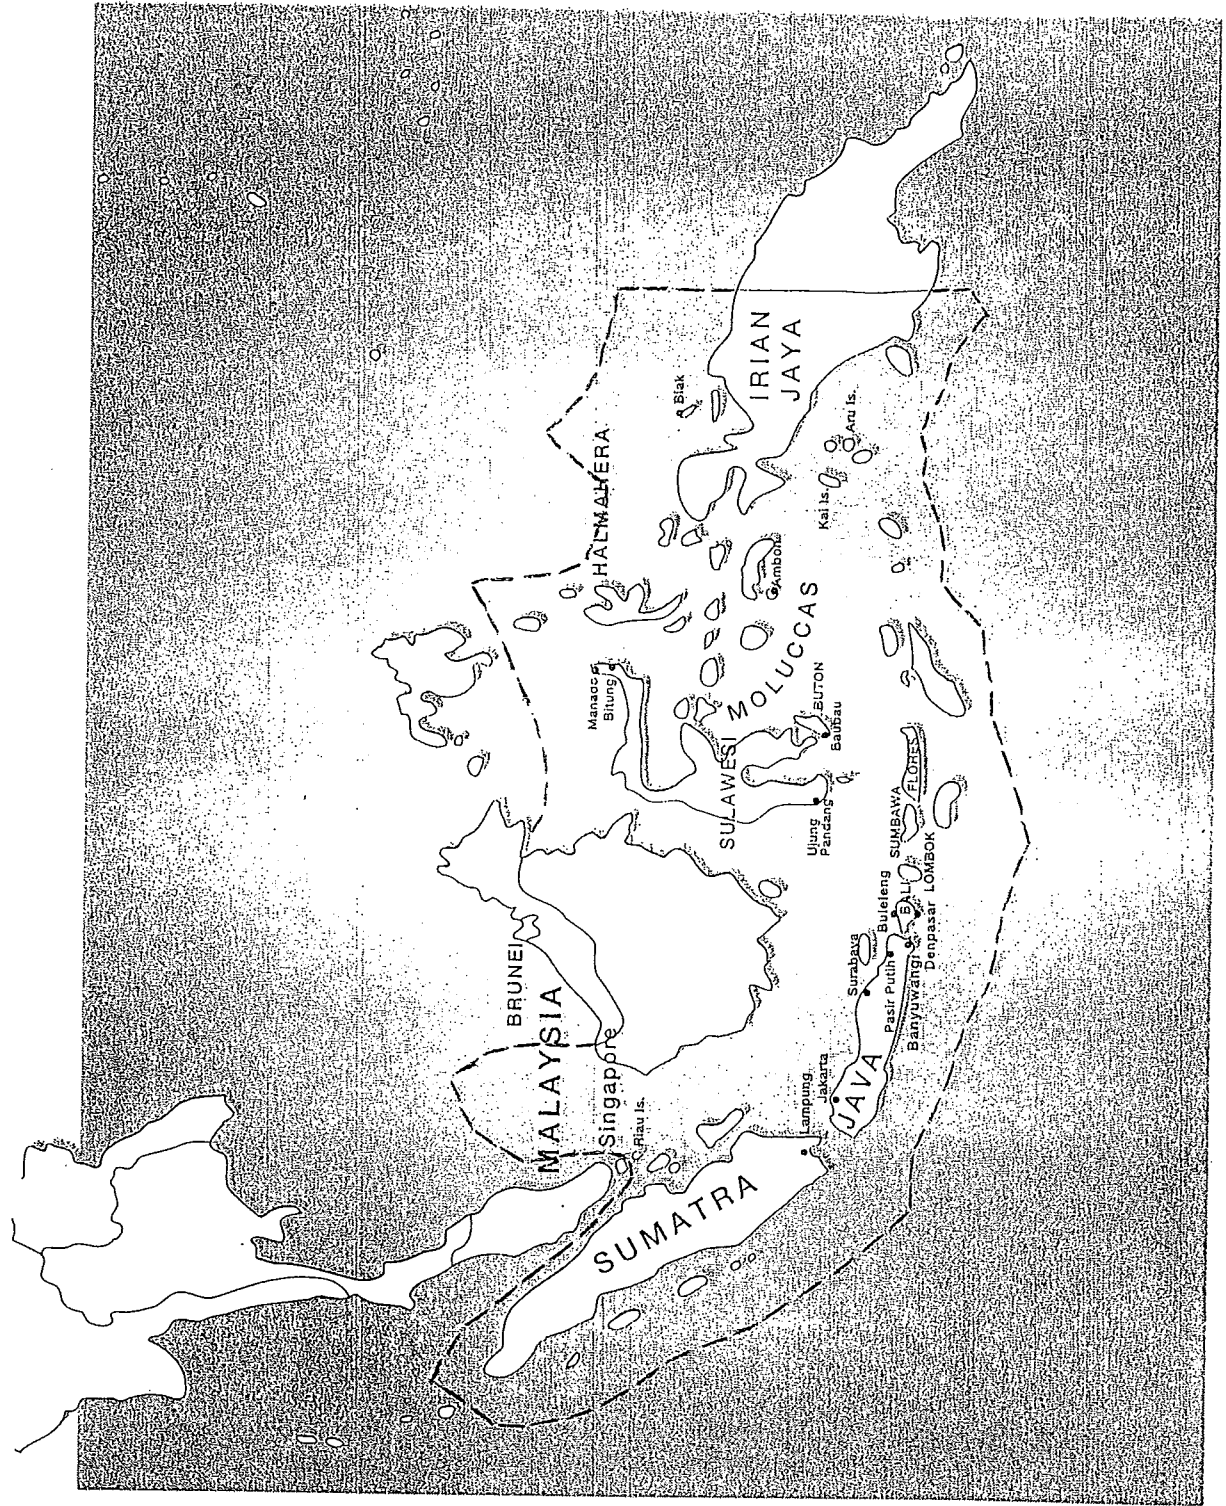 MALAYSIA
BRUNEI
Singapore
Riau Is.
SUMATRA
Lampung
Jakarta
JAVA
Surabaya
Pasir Putih
Banyuwangi
Buleleng
BALI
Denpasar
LOMBOK
SUMBAWA
FLORES
SULAWESI
Ujung
Pandang
Manado
Bitung
BUTON
Baubau
MOLUCCAS
HALMAHERA
Ambon
Kai Is.
Aru Is.
Biak
IRIAN
JAYA